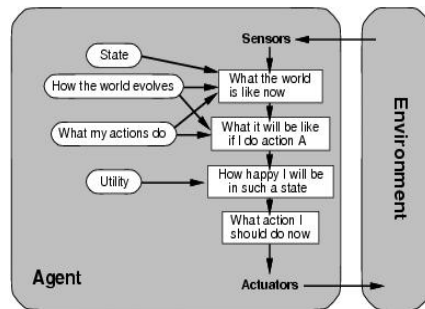 Sensors
State
What the world
is like now
How the world evolves
What it will be like
if I do action A
What my actions do
How happy I will be
in such a state
Utility
What action I
should do now
Agent
Actuators
Environment